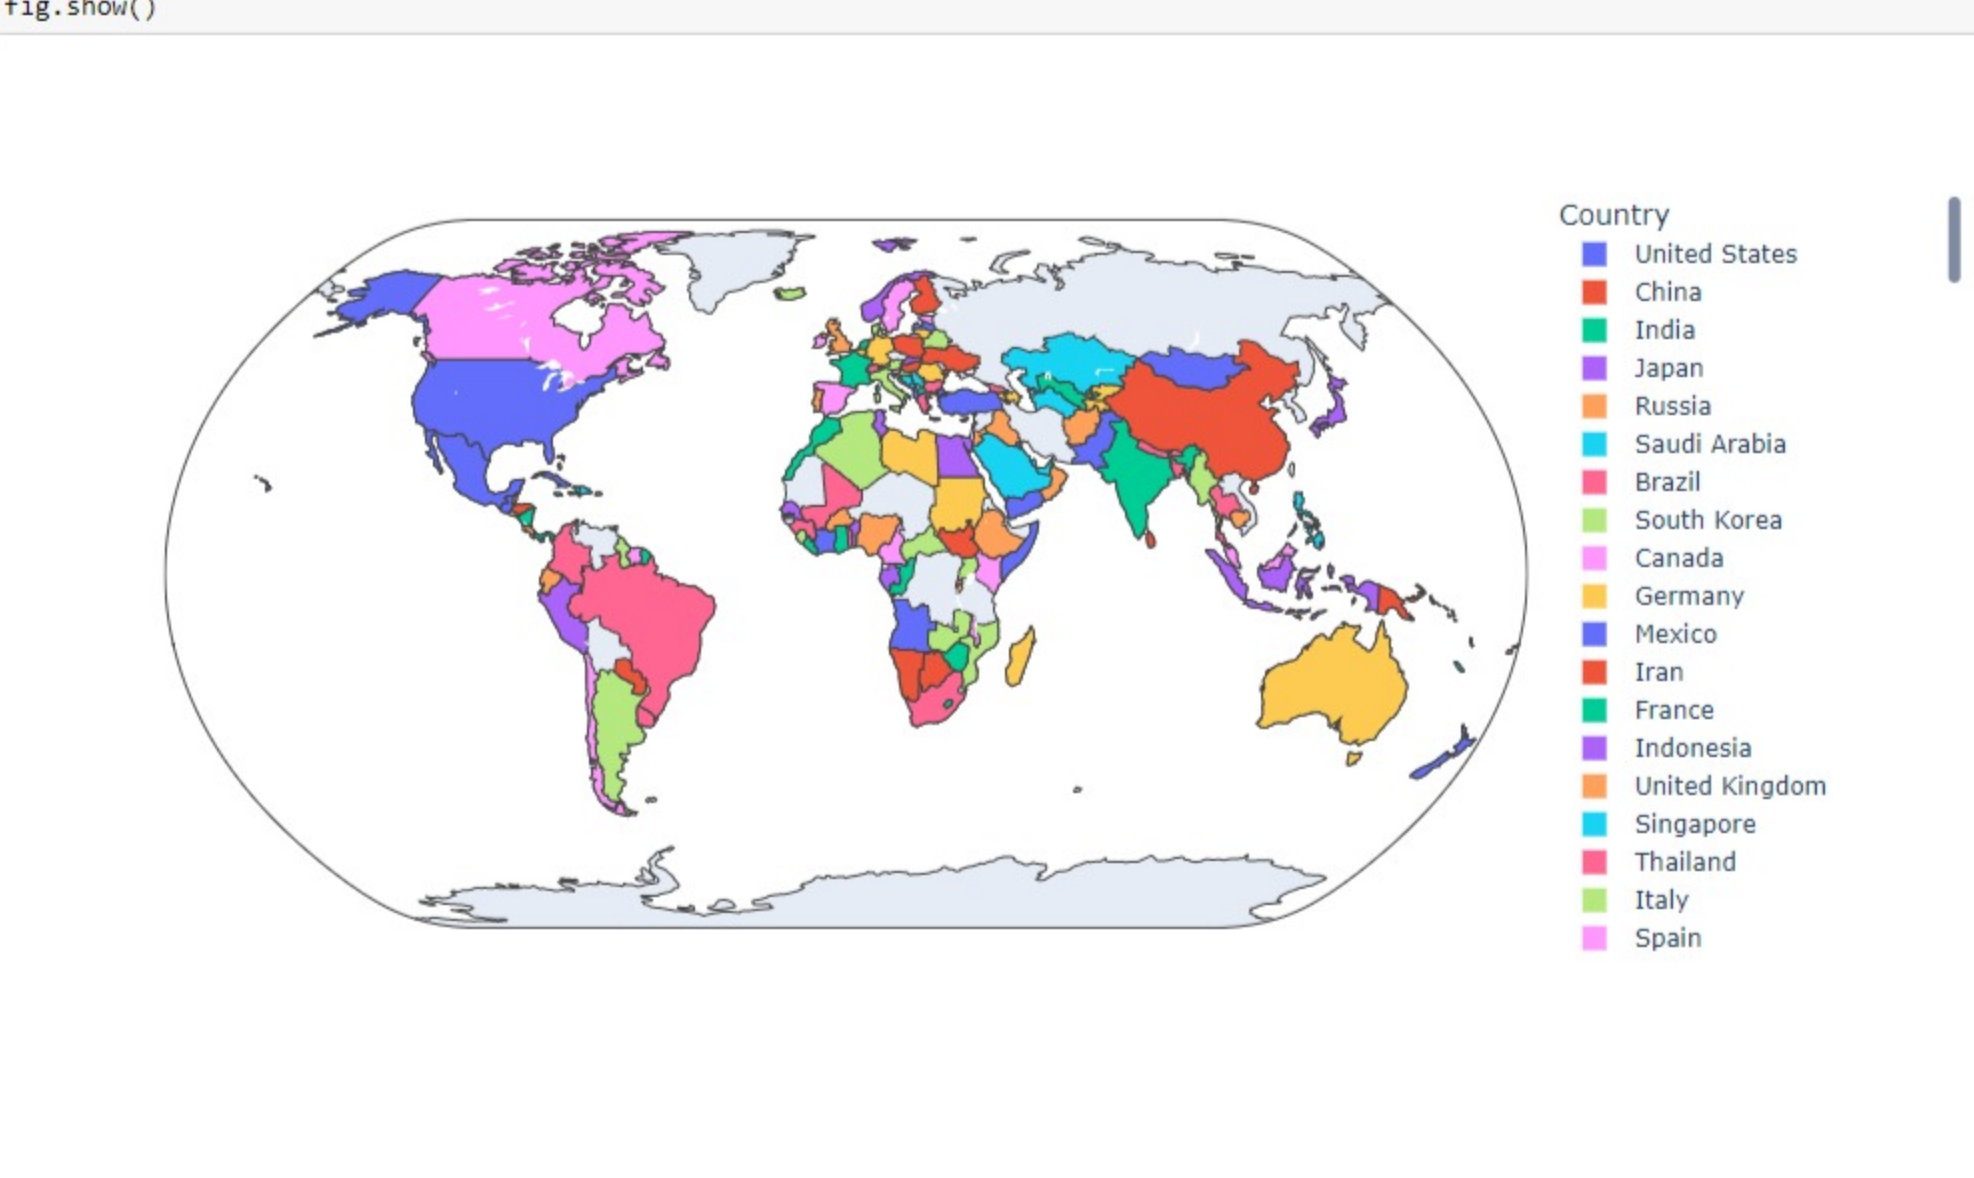 fig.show()
Country
United States
China
India
Japan
Russia
Saudi Arabia
Brazil
South Korea
Canada
Germany
Mexico
Iran
France
Indonesia
United Kingdom
Singapore
Thailand
Italy
Spain